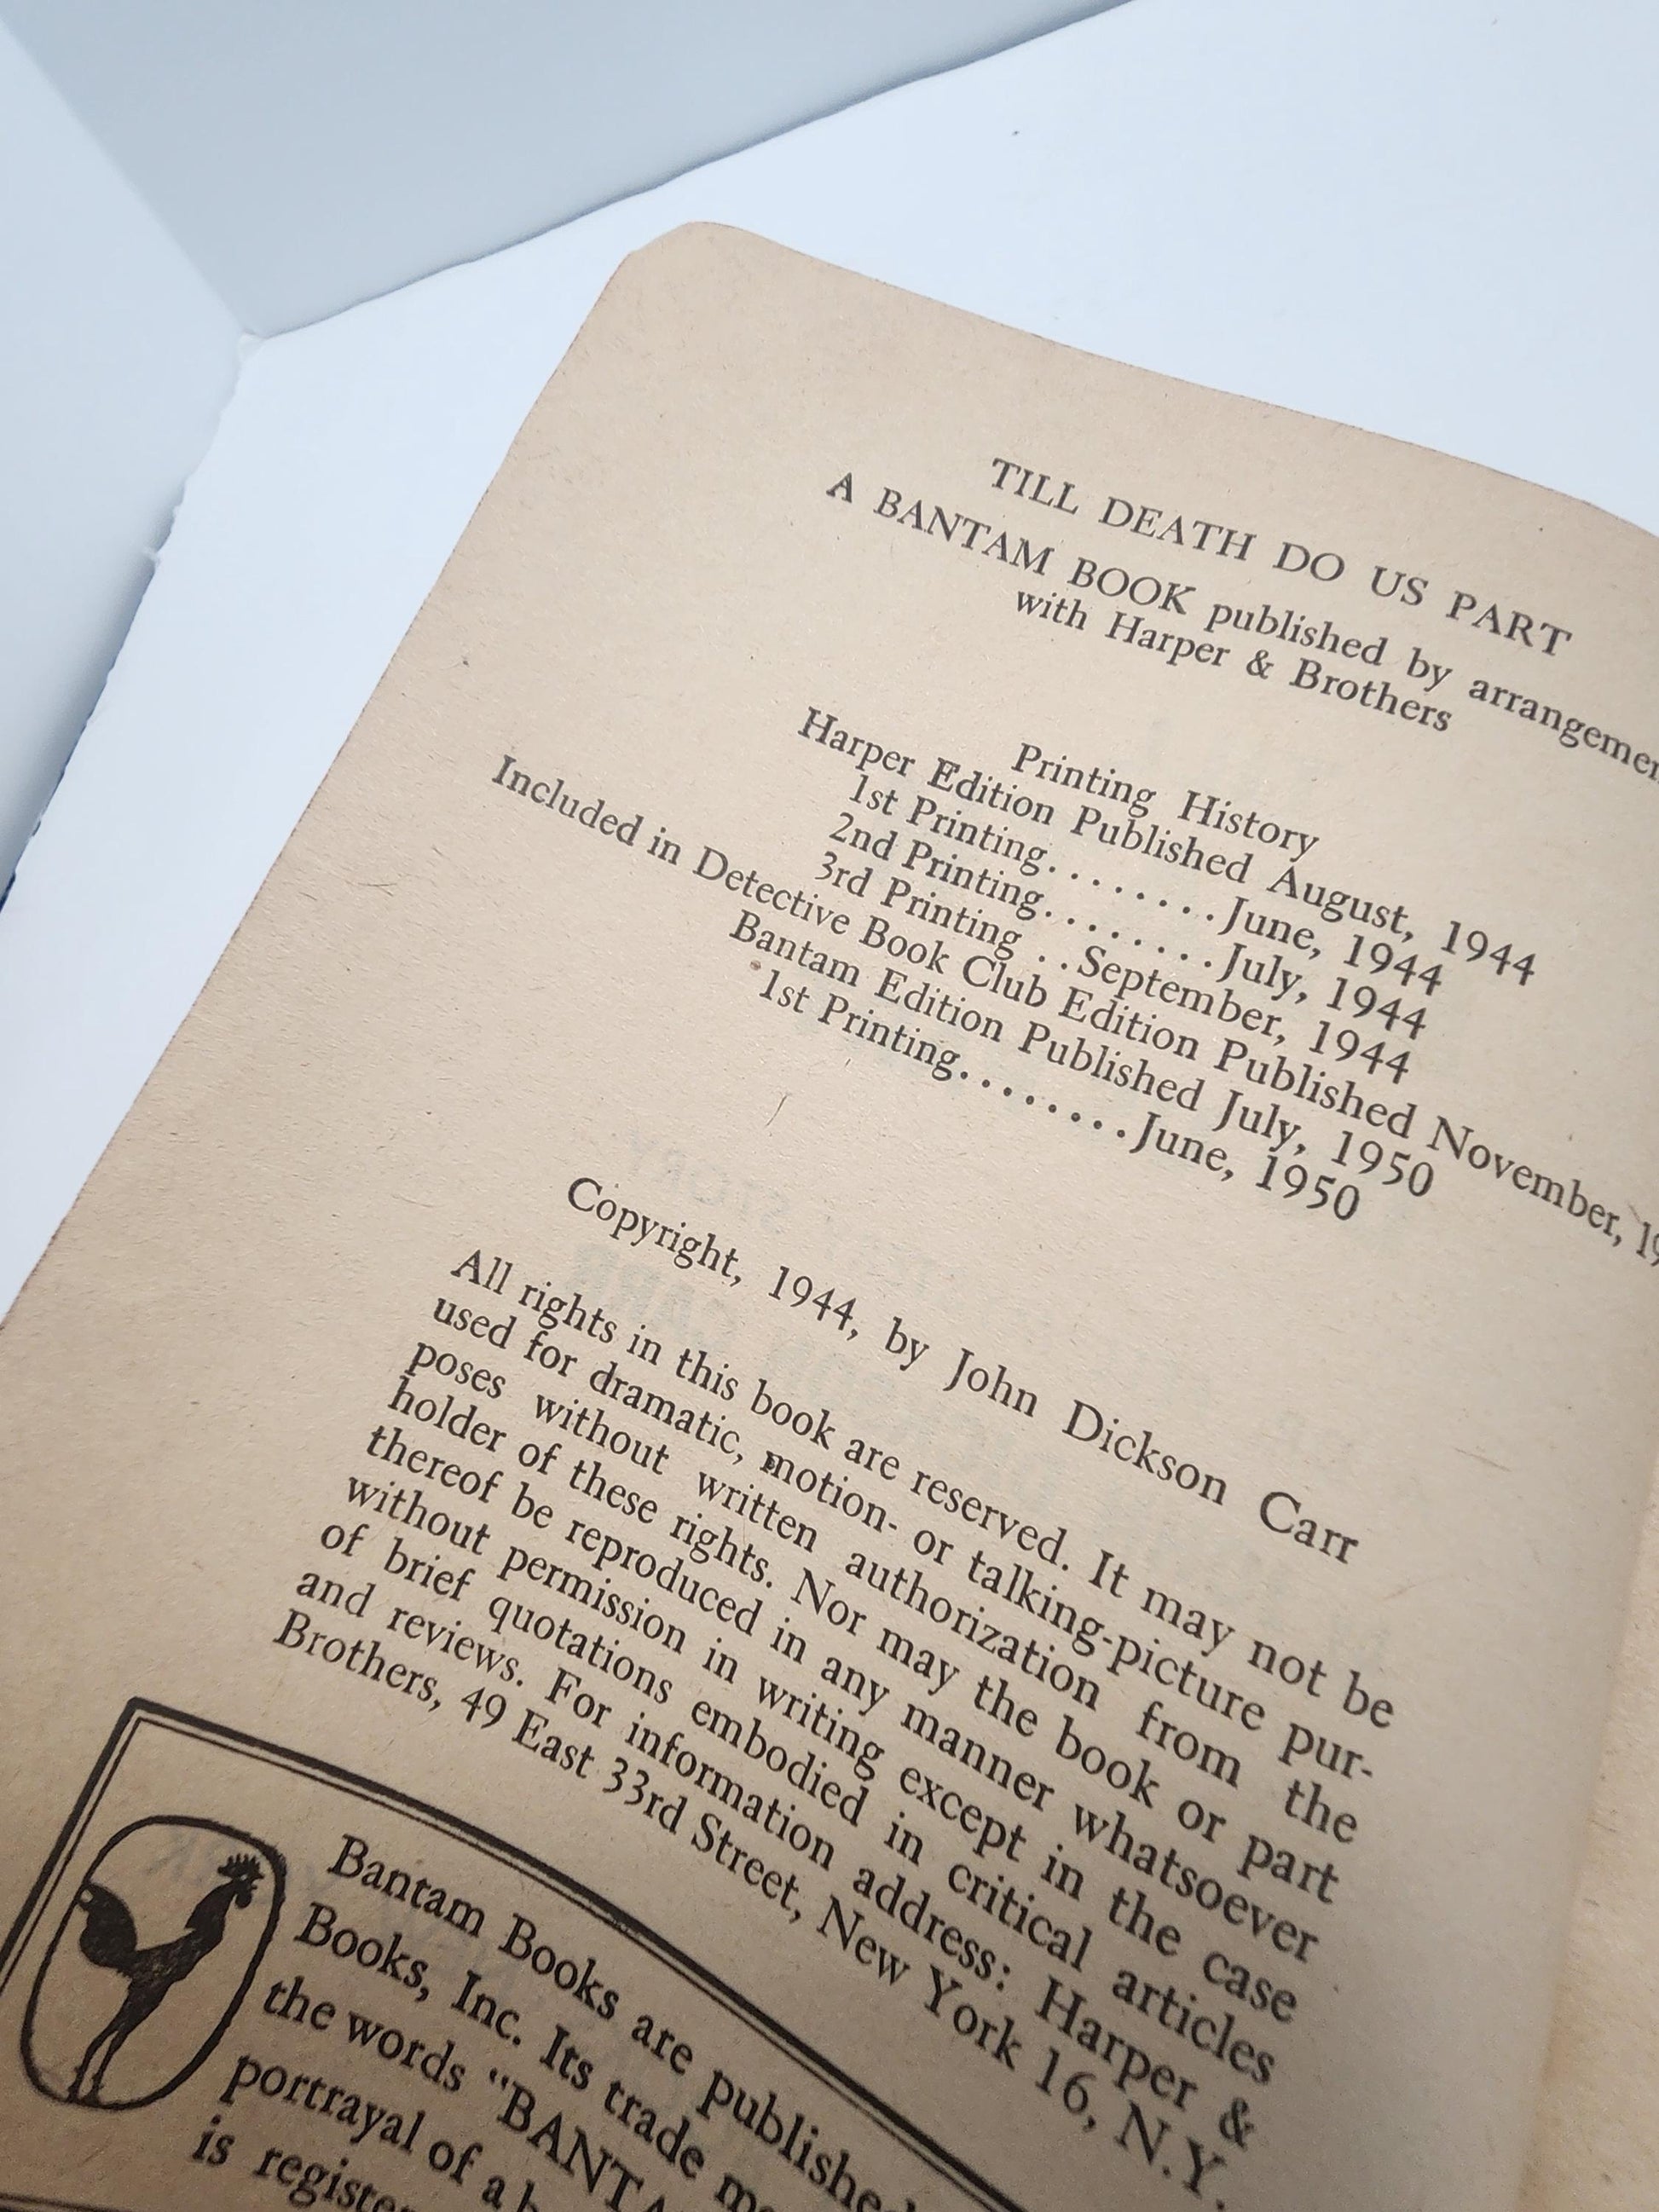 TILL DEATH DO US PART
A BANTAM BOOK published by
with Harper & Brothers
Printing History
Harper Edition Published August, 1944
1st Printing........June, 1944
2nd Printing........July, 1944
3rd Printing ..September, 1944
Included in Detective Book Club Edition Published November,
Bantam Edition Published July, 1950
1st Printing........June, 1950
Copyright, 1944, by John Dickson Carr
All rights in this book are reserved. It may not be
used for dramatic, motion- or talking-picture pur-
poses without written authorization from the
holder of these rights. Nor may the book or part
thereof be reproduced in any manner whatsoever
without permission in writing except in the case
of brief quotations embodied in critical articles
and reviews. For information address: Harper &
Brothers, 49 East 33rd Street, New York 16, N.Y.
Bantam Books are published
Books, Inc. Its trade
the words
portrayal of a
is